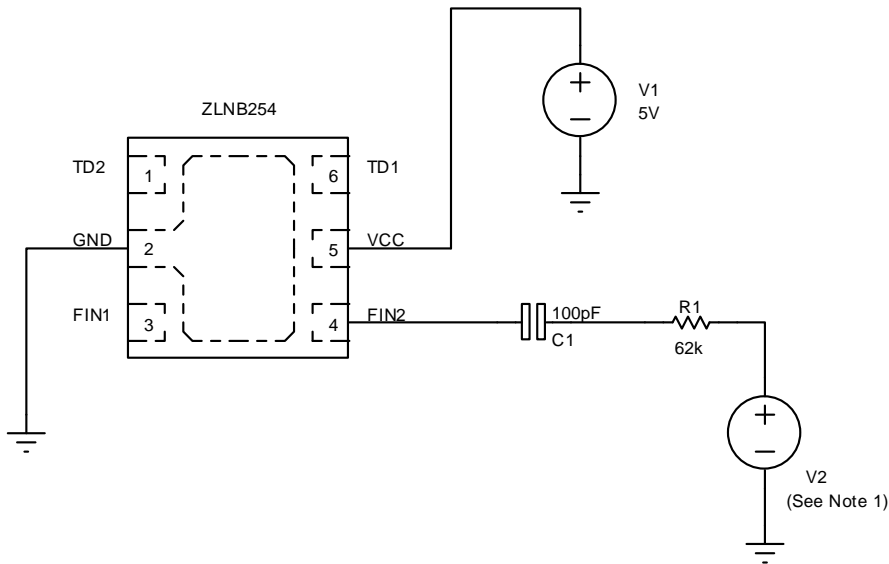 V1
5V
ZLNB254
TD2
1
6
TD1
GND
2
5
VCC
FIN1
3
4
FIN2
100pF
C1
R1
62k
V2
(See Note 1)